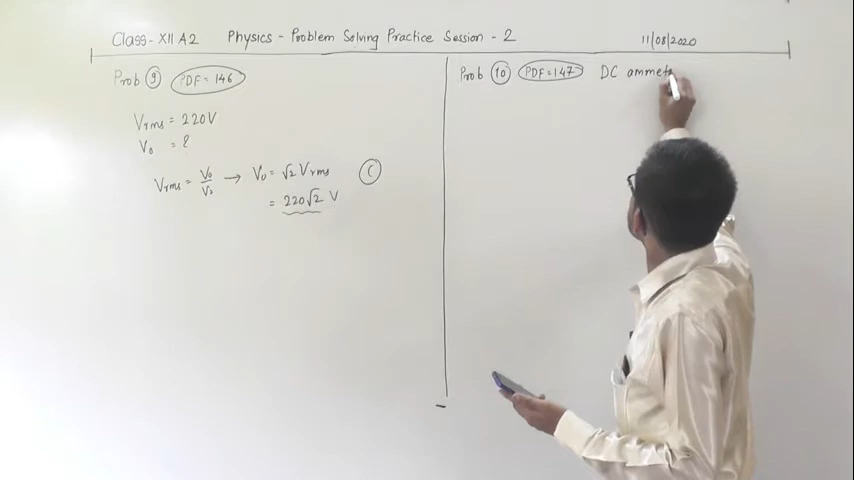 Class- XII A2 Physics - Problem Solving Practice Session - 2 11/08/2020
Prob 9 PDF = 146
Vrms = 220V
V0 = ?
Vrms = V0/√2 → V0 = √2 Vrms C
= 220√2 V
Prob 10 PDF = 147 DC ammet